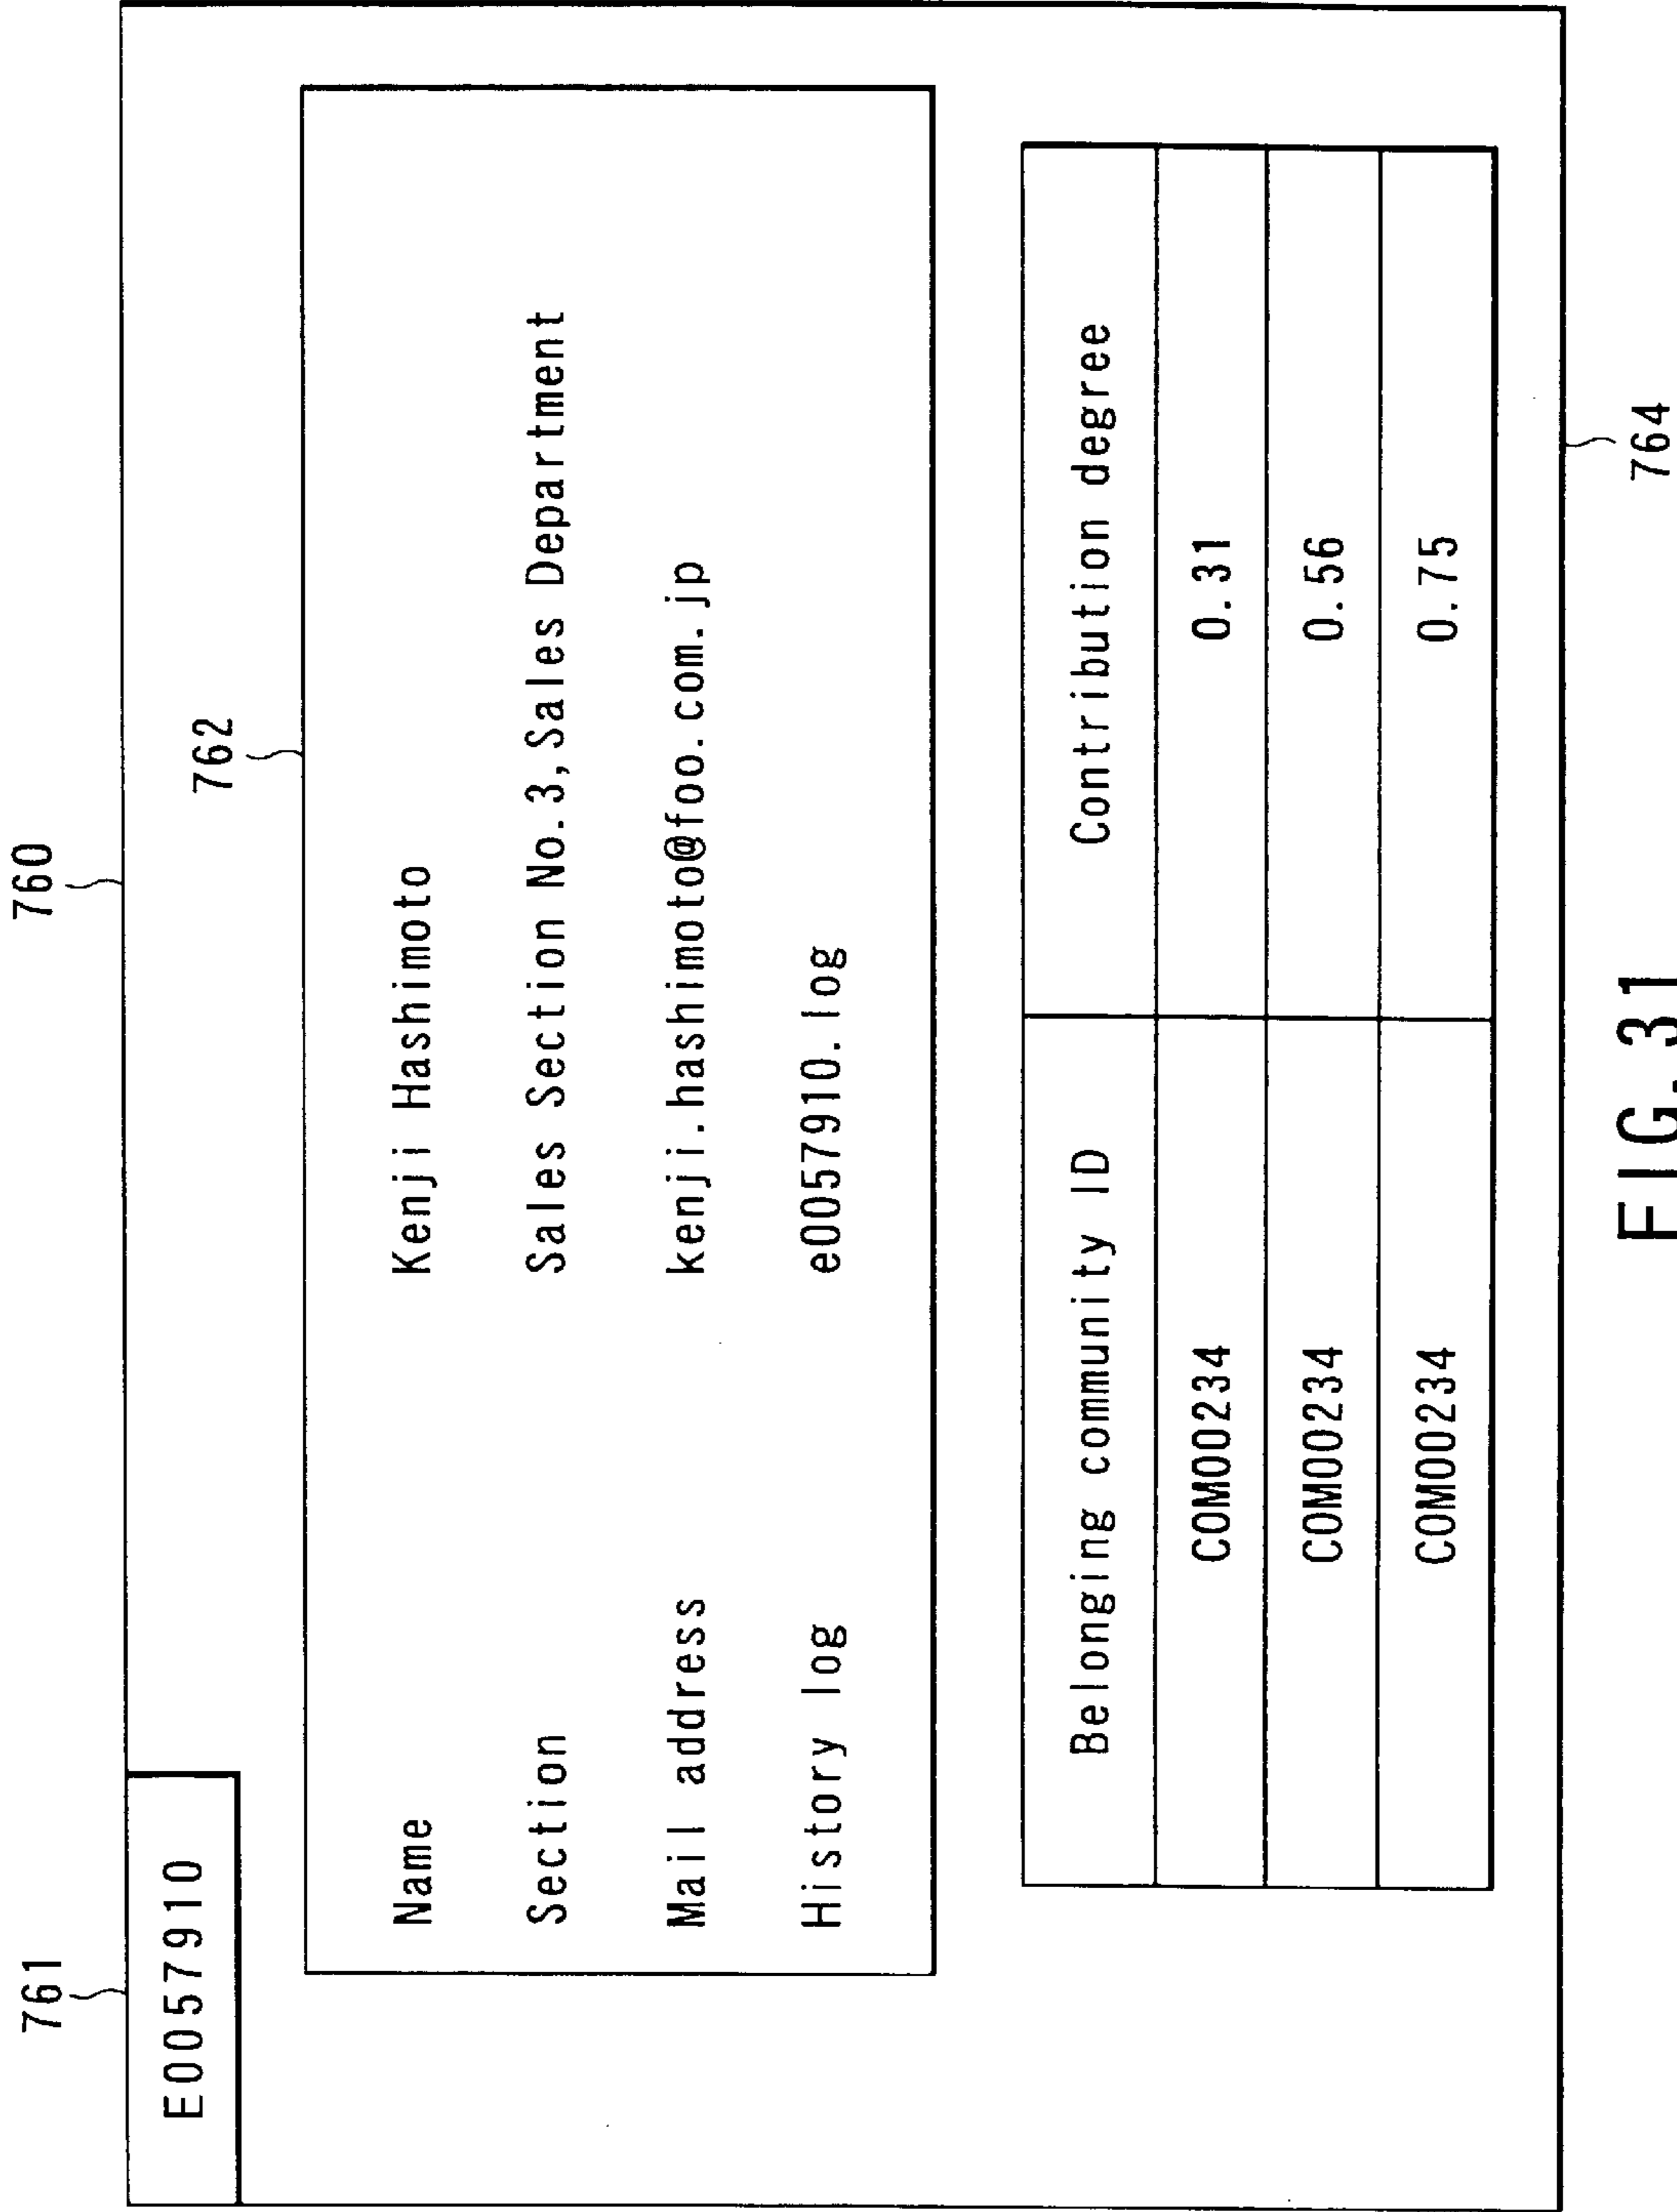 760
761
E0057910
762
Name Kenji Hashimoto
Section Sales Section No.3,Sales Department
Mail address kenji.hashimoto@foo.com.jp
History log e0057910.log
Belonging community ID Contribution degree
COM00234 0.31
COM00234 0.56
COM00234 0.75
764
FIG.31